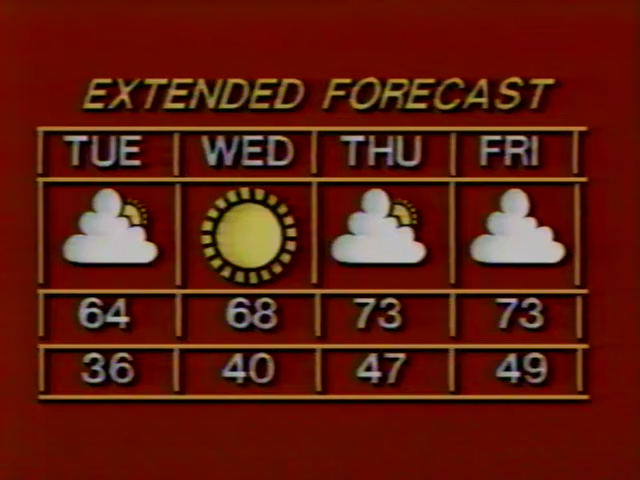 EXTENDED FORECAST
TUE WED THU FRI
64 68 73 73
36 40 47 49